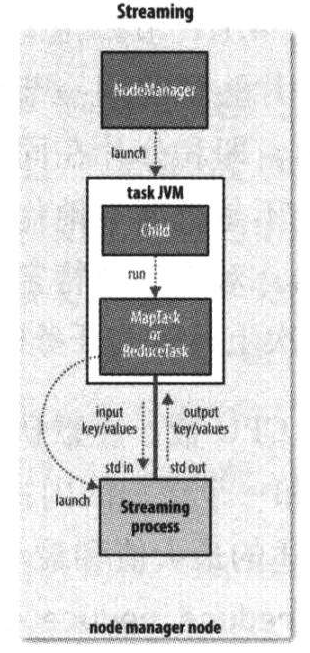 Streaming
NodeManager
launch
task JVM
Child
run
MapTask
or
ReduceTask
input
key/values
output
key/values
std in
std out
launch
Streaming
process
node manager node